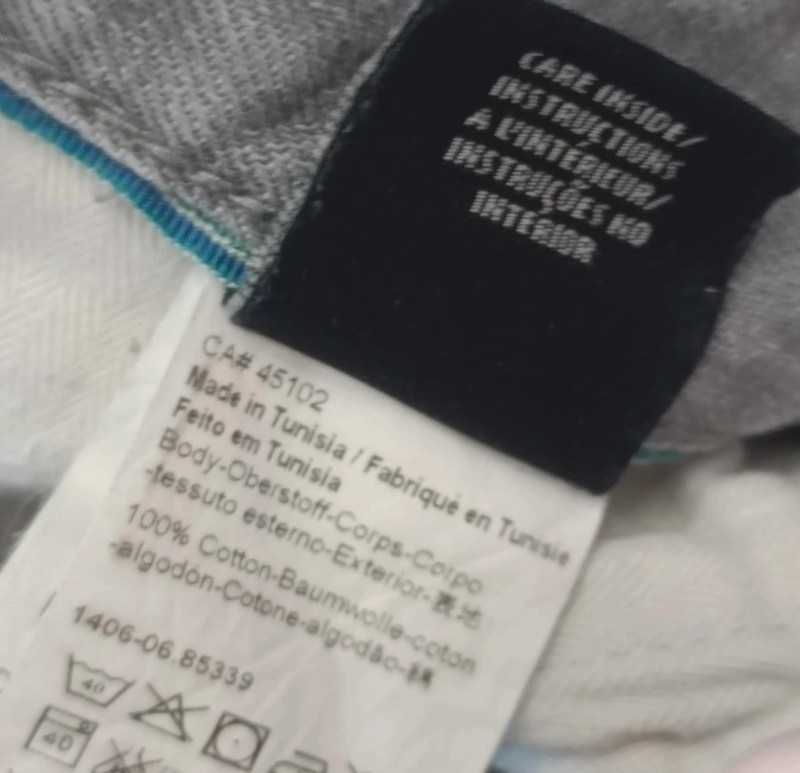 CARE INSIDE/
INSTRUCTIONS
À L'INTÉRIEUR/
INSTRUÇÕES NO
INTERIOR
CA# 45102
Made in Tunisia / Fabriqué en Tunisie
Feito em Tunisia
Body-Oberstoff-Corps-Corpo
-tessuto esterno-Exterior-表地
100% Cotton-Baumwolle-coton
-algodón-Cotone-algodão-綿
1406-06.85339
40
40